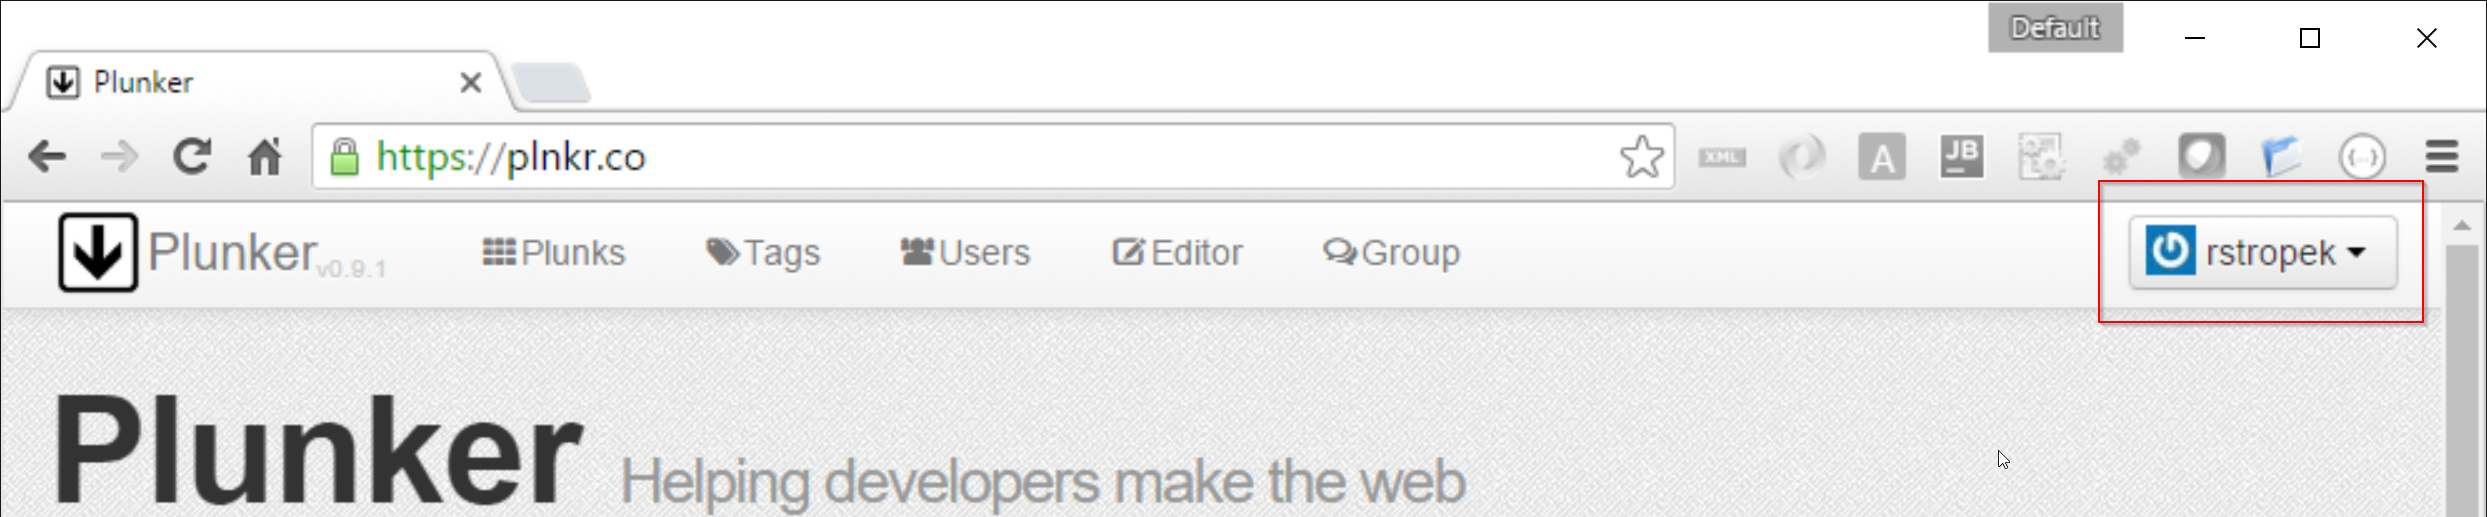 Default
Plunker
https://plnkr.co
XML
A
JB
{...}
Plunker v0.9.1 Plunks Tags Users Editor Group rstropek
Plunker Helping developers make the web